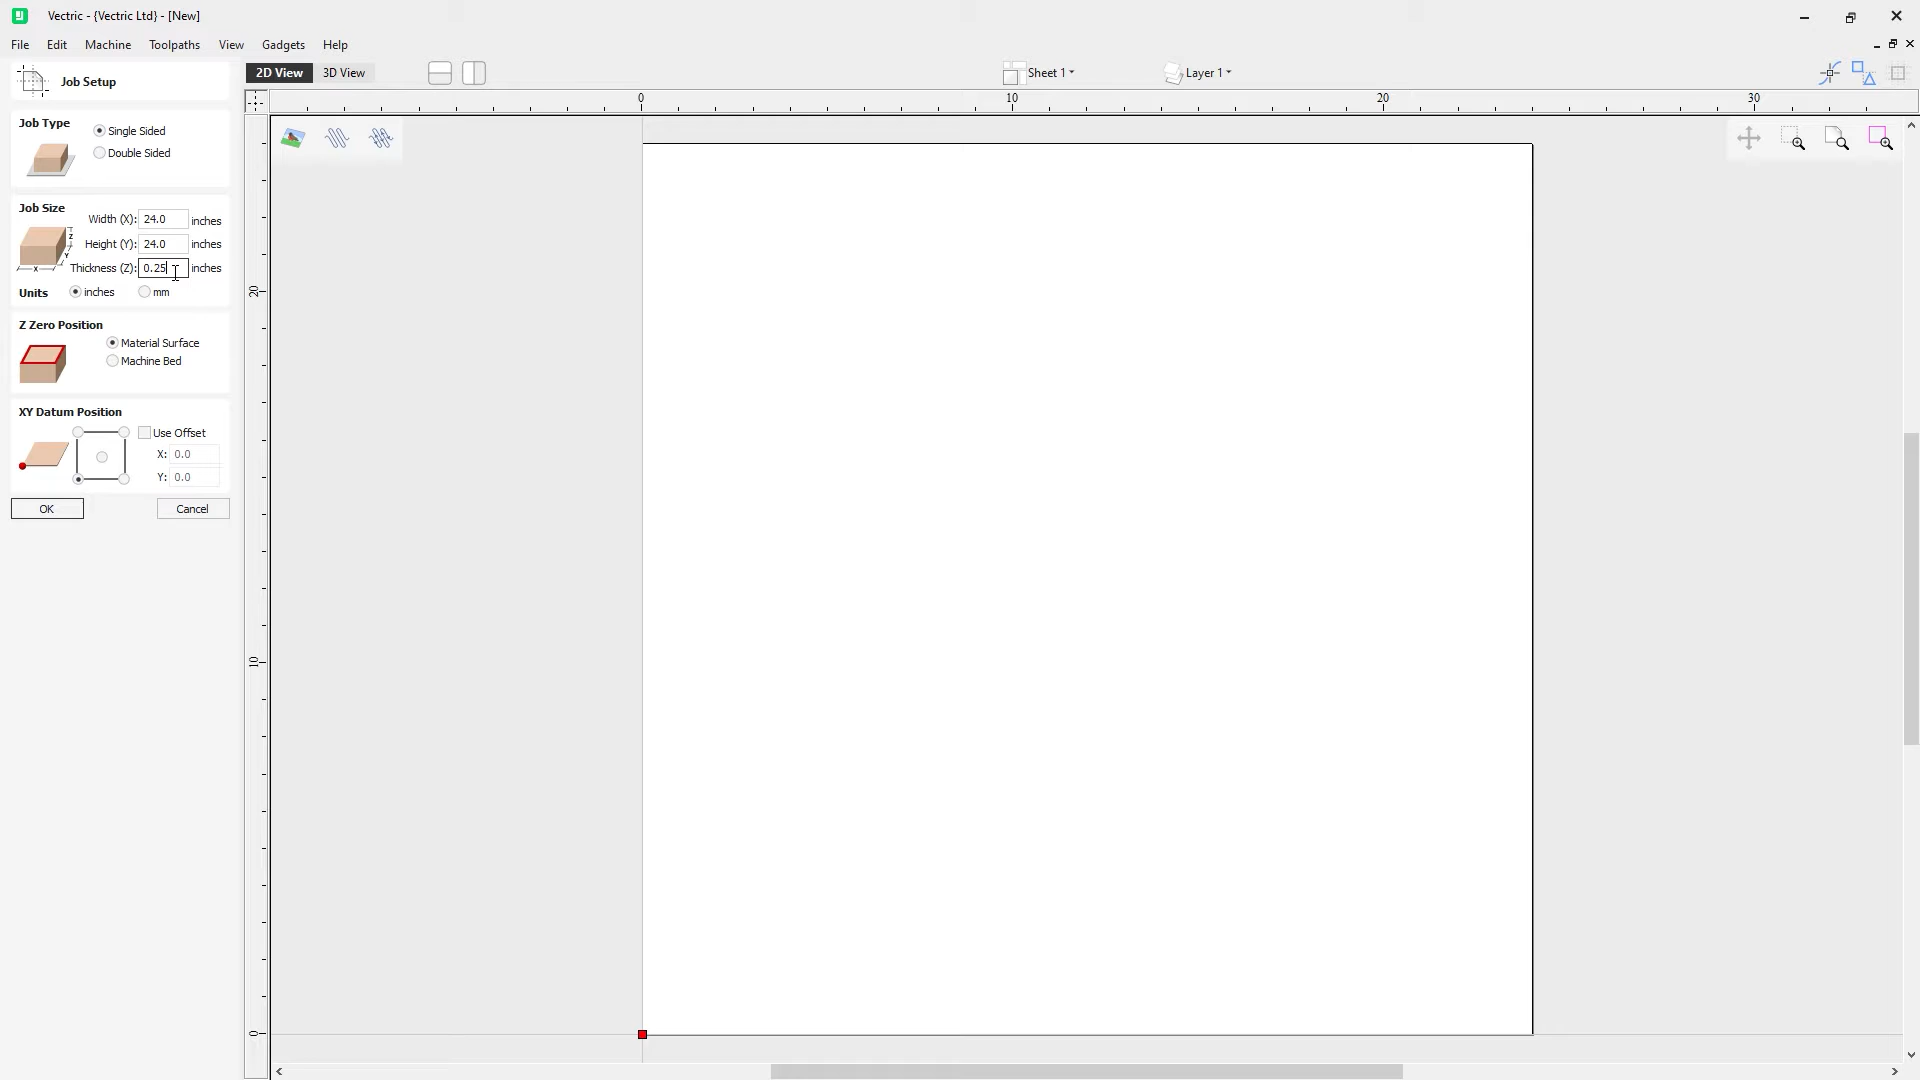 Vectric - {Vectric Ltd} - [New]
File Edit Machine Toolpaths View Gadgets Help
Job Setup
2D View 3D View Sheet 1 Layer 1
0 10 20 30
Job Type
Single Sided
Double Sided
Job Size
Width (X): 24.0 inches
Height (Y): 24.0 inches
Thickness (Z): 0.25 inches
Units inches mm
Z Zero Position
Material Surface
Machine Bed
XY Datum Position
Use Offset
X: 0.0
Y: 0.0
OK Cancel
20
10
0
Z
Y
X